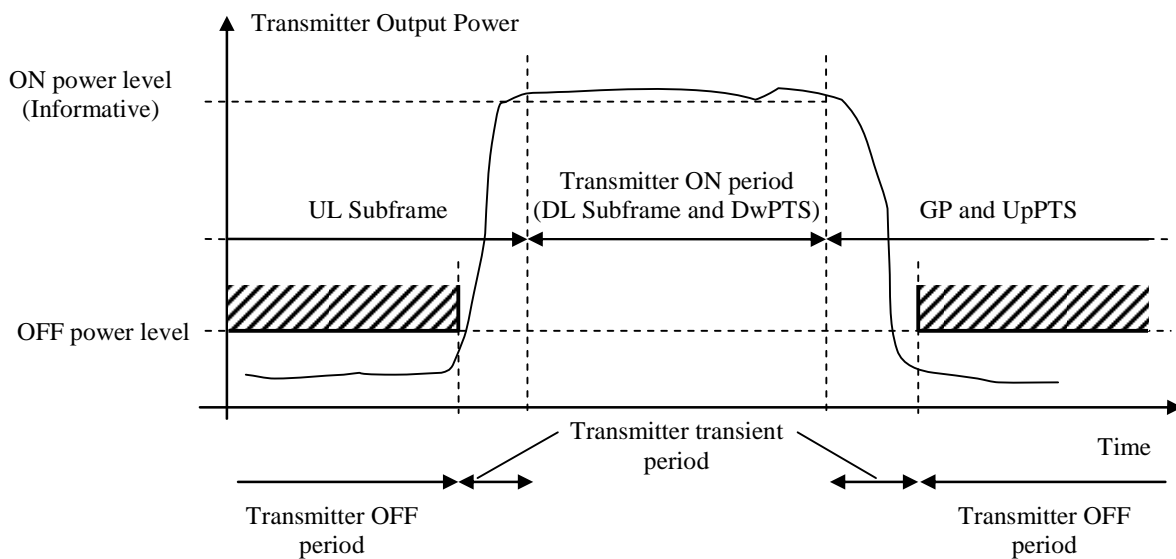 Transmitter Output Power
ON power level
(Informative)
Transmitter ON period
(DL Subframe and DwPTS)
UL Subframe
GP and UpPTS
OFF power level
Transmitter transient
period
Time
Transmitter OFF
period
Transmitter OFF
period